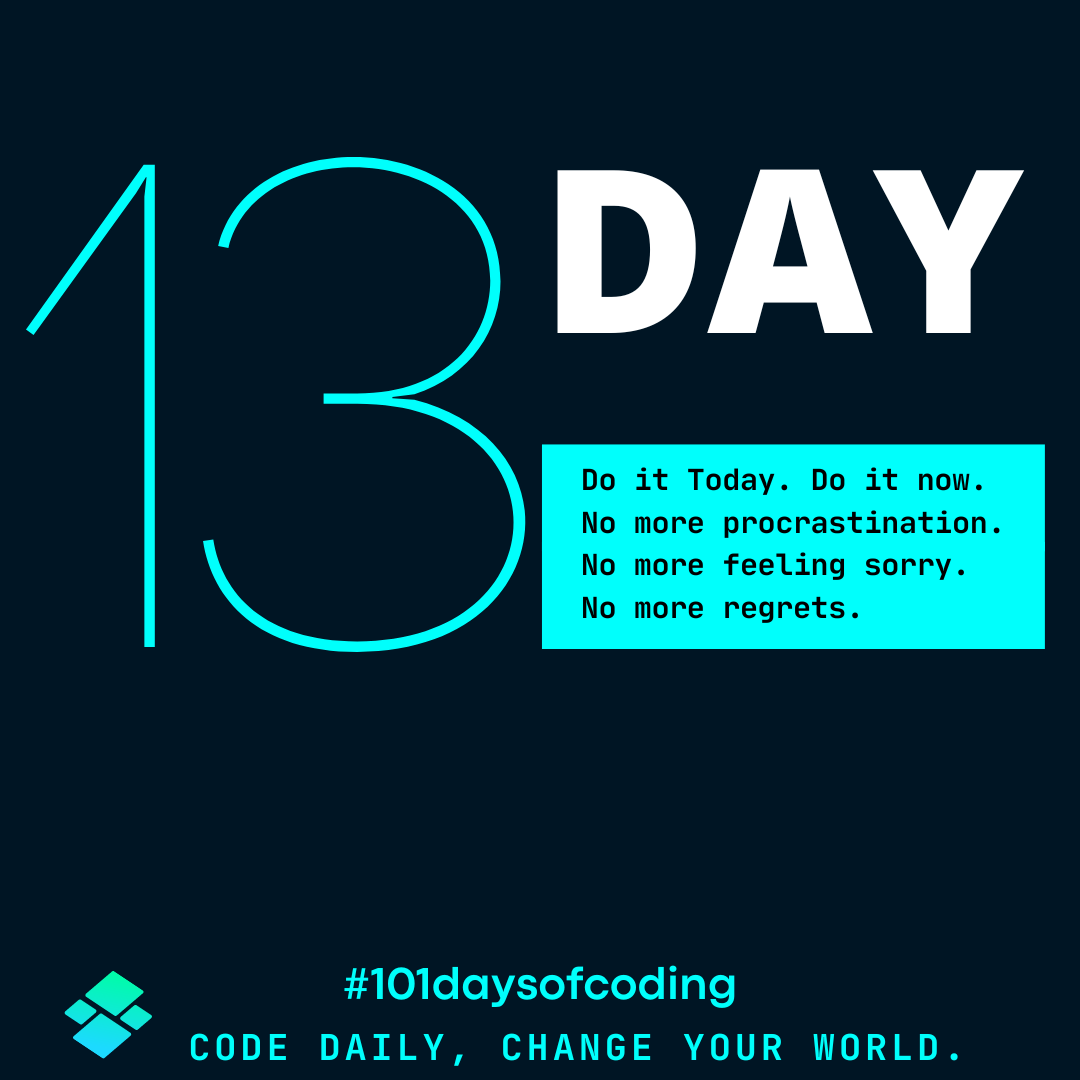 13
DAY
Do it Today. Do it now.
No more procrastination.
No more feeling sorry.
No more regrets.
#101daysofcoding
CODE DAILY, CHANGE YOUR WORLD.